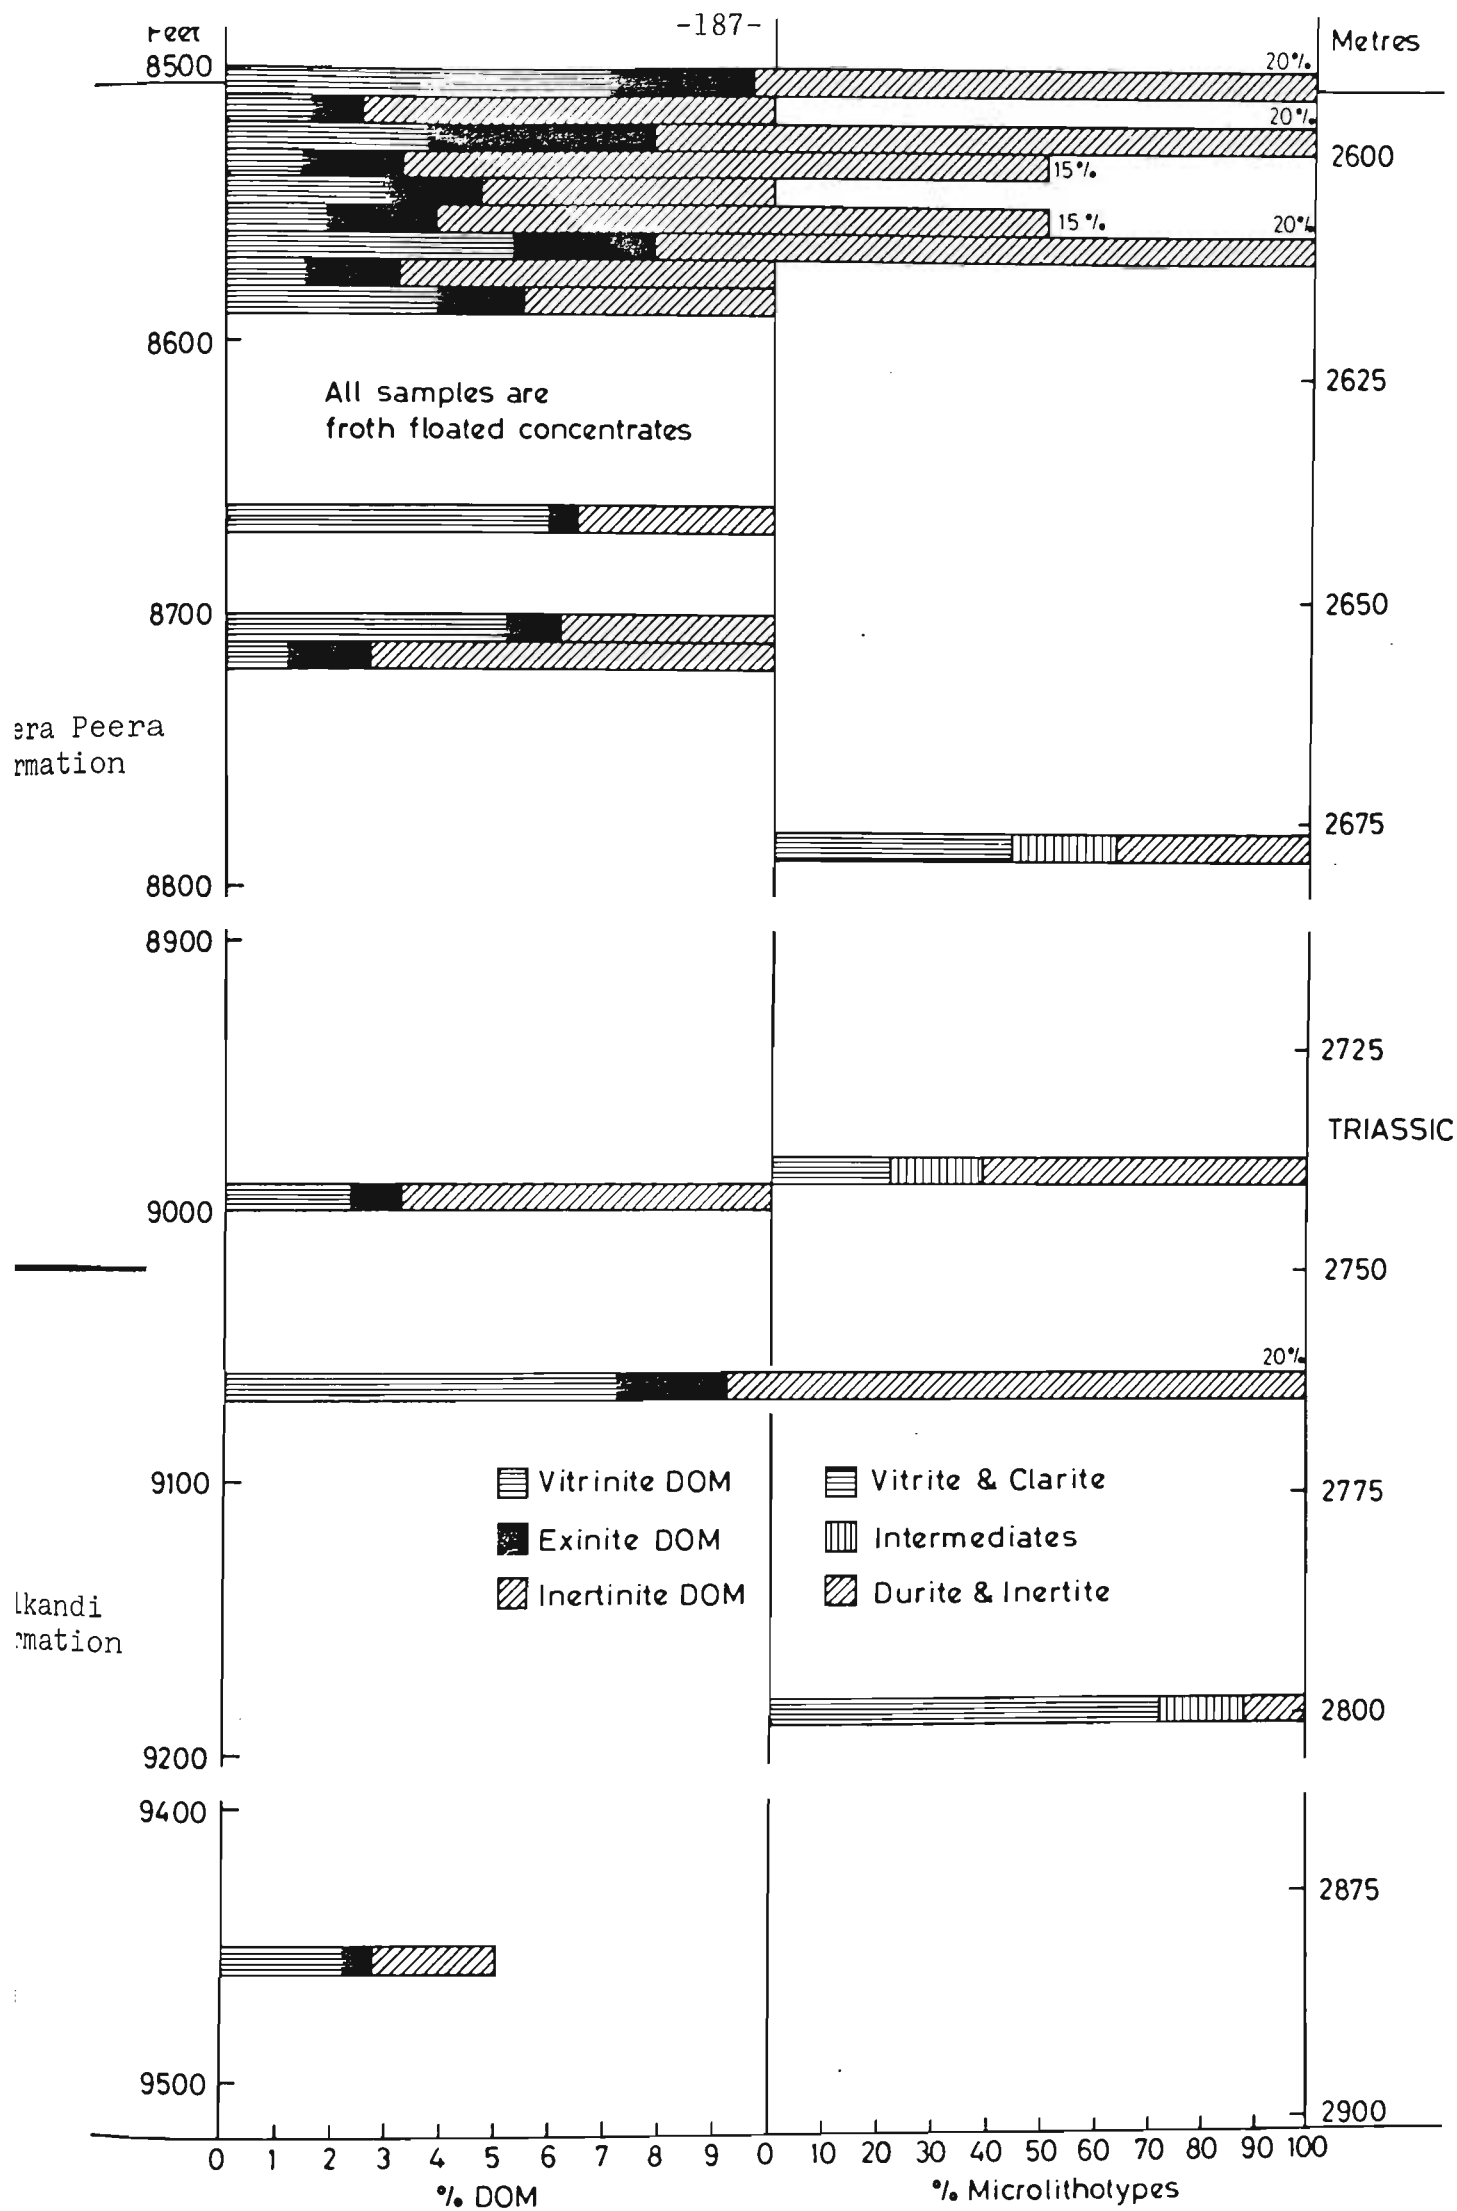 -187-
Feet
Metres
8500
20%
20%
2600
15%
15%
20%
8600
2625
All samples are
froth floated concentrates
8700
2650
era Peera
rmation
2675
8800
8900
2725
TRIASSIC
9000
2750
20%
9100
2775
Vitrinite DOM
Vitrite & Clarite
Exinite DOM
Intermediates
Inertinite DOM
Durite & Inertite
lkandi
rmation
2800
9200
9400
2875
9500
2900
0 1 2 3 4 5 6 7 8 9 0 10 20 30 40 50 60 70 80 90 100
% DOM
% Microlithotypes